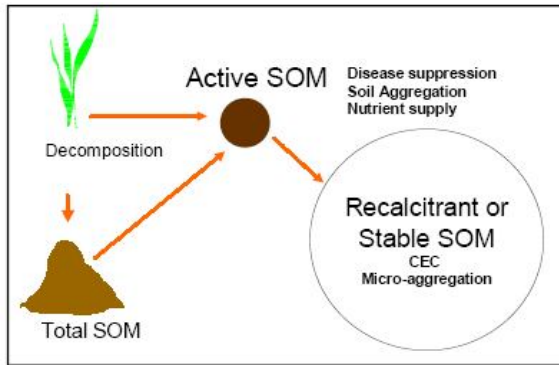 Active SOM
Disease suppression
Soil Aggregation
Nutrient supply
Decomposition
Recalcitrant or
Stable SOM
CEC
Micro-aggregation
Total SOM